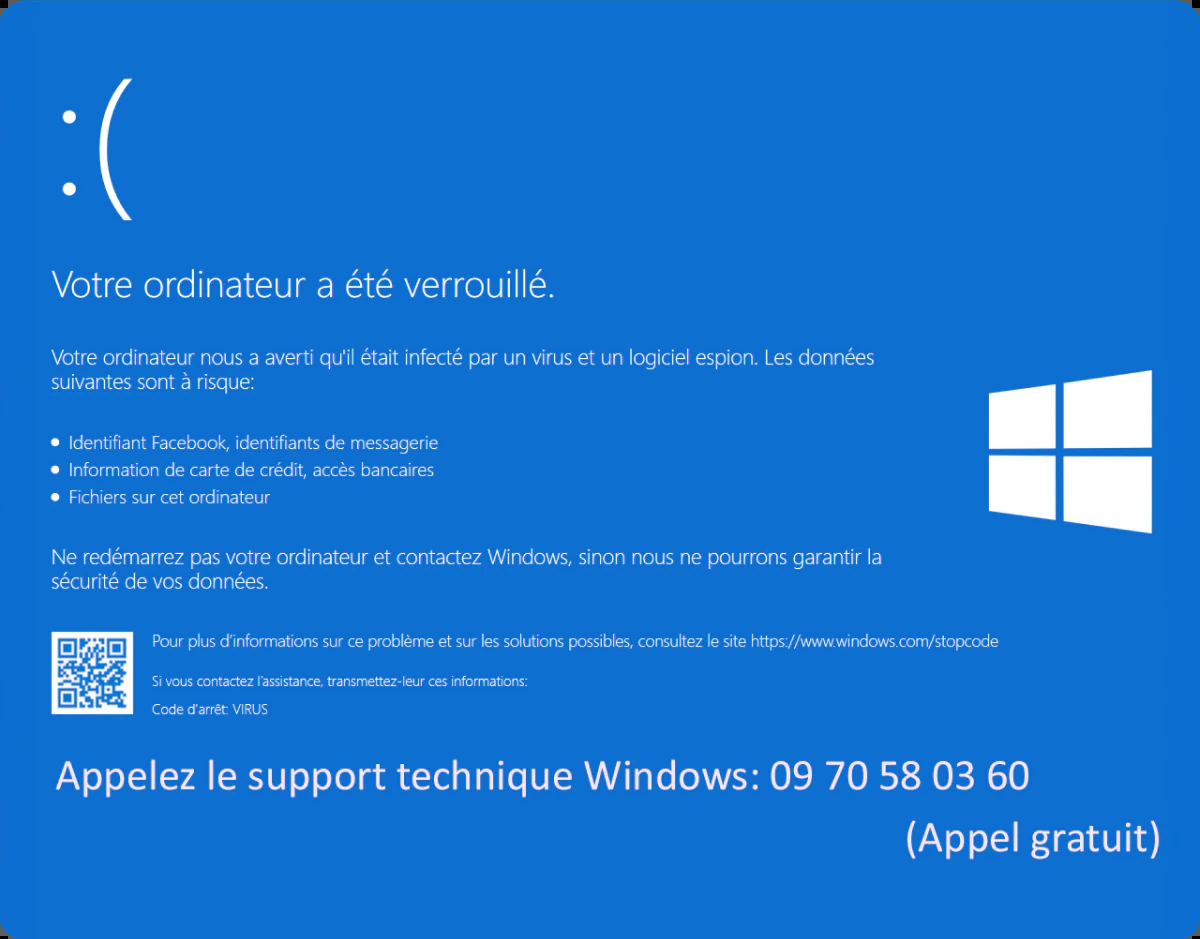 :(
Votre ordinateur a été verrouillé.
Votre ordinateur nous a averti qu'il était infecté par un virus et un logiciel espion. Les données
suivantes sont à risque:
• Identifiant Facebook, identifiants de messagerie
• Information de carte de crédit, accès bancaires
• Fichiers sur cet ordinateur
Ne redémarrez pas votre ordinateur et contactez Windows, sinon nous ne pourrons garantir la
sécurité de vos données.
Pour plus d’informations sur ce problème et sur les solutions possibles, consultez le site https://www.windows.com/stopcode
Si vous contactez l’assistance, transmettez-leur ces informations:
Code d’arrêt: VIRUS
Appelez le support technique Windows: 09 70 58 03 60
(Appel gratuit)